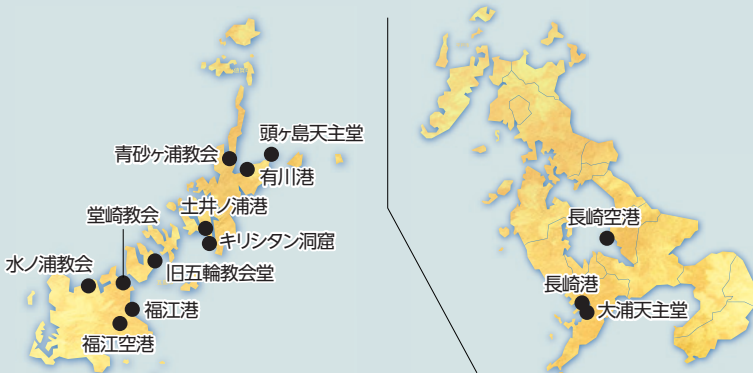 頭ヶ島天主堂
青砂ヶ浦教会
有川港
土井ノ浦港
堂崎教会
キリシタン洞窟
水ノ浦教会
旧五輪教会堂
福江港
福江空港
長崎空港
長崎港
大浦天主堂